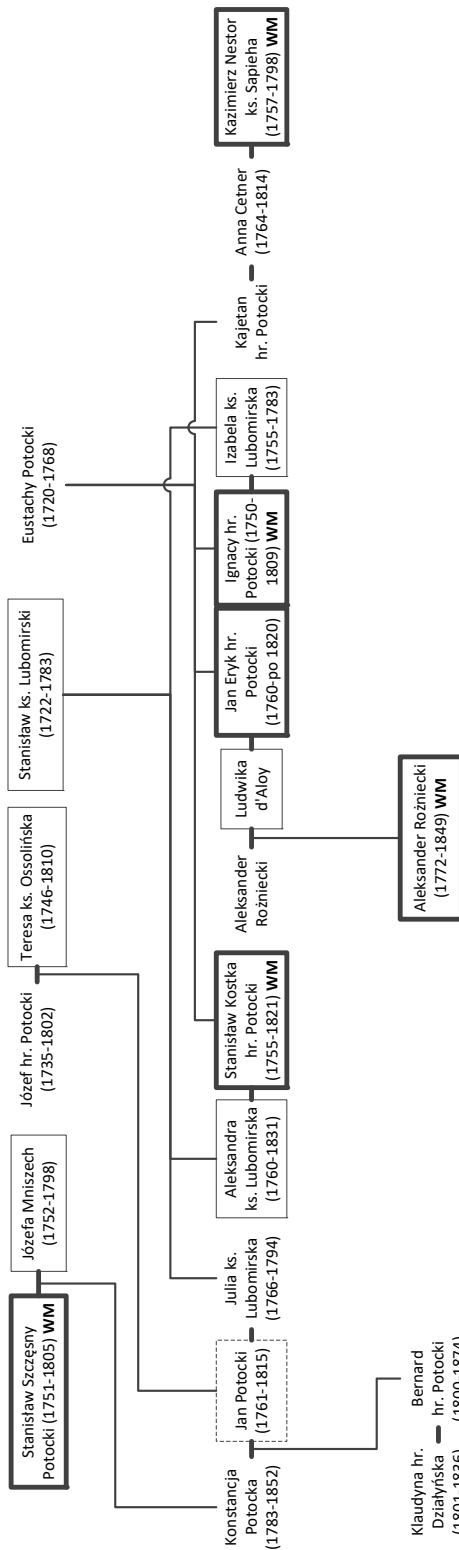 Stanisław Szczęsny
Potocki (1751-1805) WM
Józefa Mniszech
(1752-1798)
Józef hr. Potocki
(1735-1802)
Teresa ks. Ossolińska
(1746-1810)
Stanisław ks. Lubomirski
(1722-1783)
Eustachy Potocki
(1720-1768)
Konstancja
Potocka
(1783-1852)
Jan Potocki
(1761-1815)
Julia ks.
Lubomirska
(1766-1794)
Aleksandra
ks. Lubomirska
(1760-1831)
Stanisław Kostka
hr. Potocki
(1755-1821) WM
Aleksander
Rożniecki
Ludwika
d'Aloy
Jan Eryk hr.
Potocki
(1760-po 1820)
Ignacy hr.
Potocki (1750-
1809) WM
Izabela ks.
Lubomirska
(1755-1783)
Kajetan
hr. Potocki
Anna Cetner
(1764-1814)
Kazimierz Nestor
ks. Sapieha
(1757-1798) WM
Klaudyna hr.
Działyńska
(1801-1836)
Bernard
hr. Potocki
(1800-1874)
Aleksander Rożniecki
(1772-1849) WM